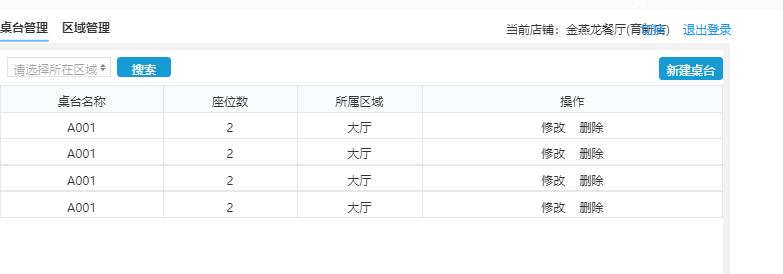 桌台管理 区域管理 当前店铺：金燕龙餐厅(育新店) 退出登录
请选择所在区域 搜索 新建桌台
桌台名称 座位数 所属区域 操作
A001 2 大厅 修改 删除
A001 2 大厅 修改 删除
A001 2 大厅 修改 删除
A001 2 大厅 修改 删除